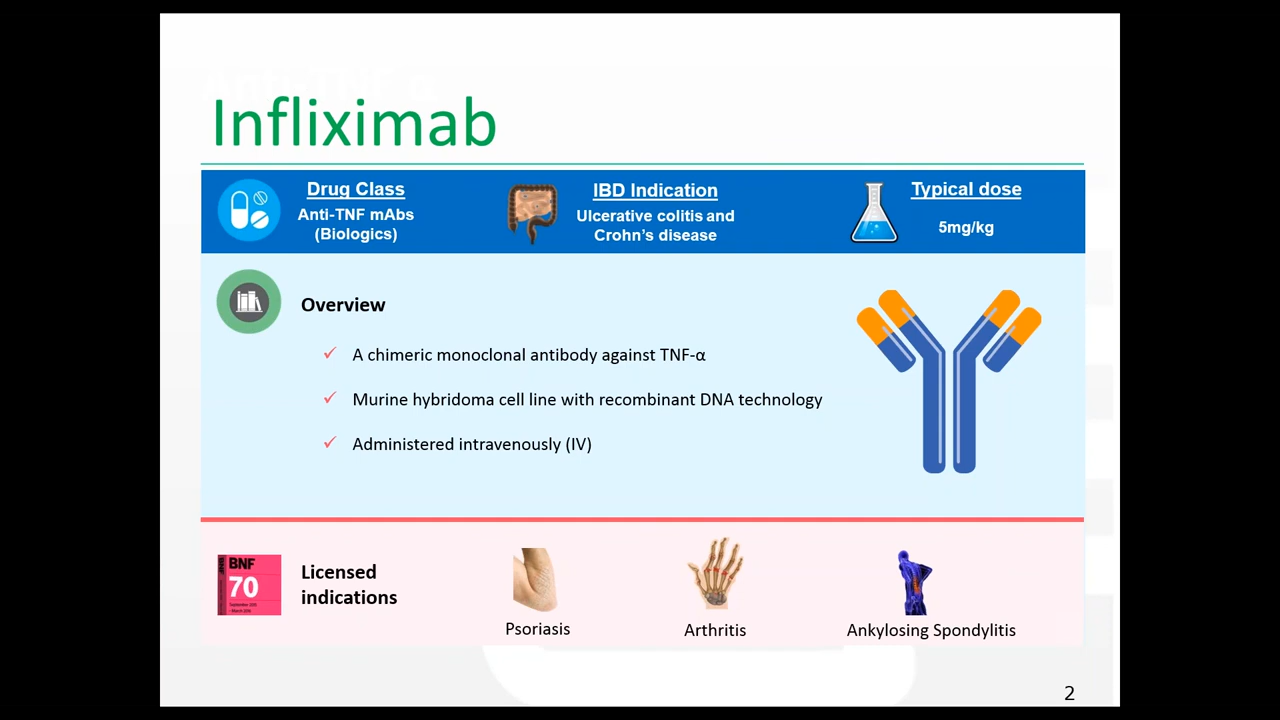 Infliximab
Drug Class
Anti-TNF mAbs
(Biologics)
IBD Indication
Ulcerative colitis and
Crohn's disease
Typical dose
5mg/kg
Overview
✓ A chimeric monoclonal antibody against TNF-α
✓ Murine hybridoma cell line with recombinant DNA technology
✓ Administered intravenously (IV)
BNF
70
Licensed
indications
Psoriasis
Arthritis
Ankylosing Spondylitis
2